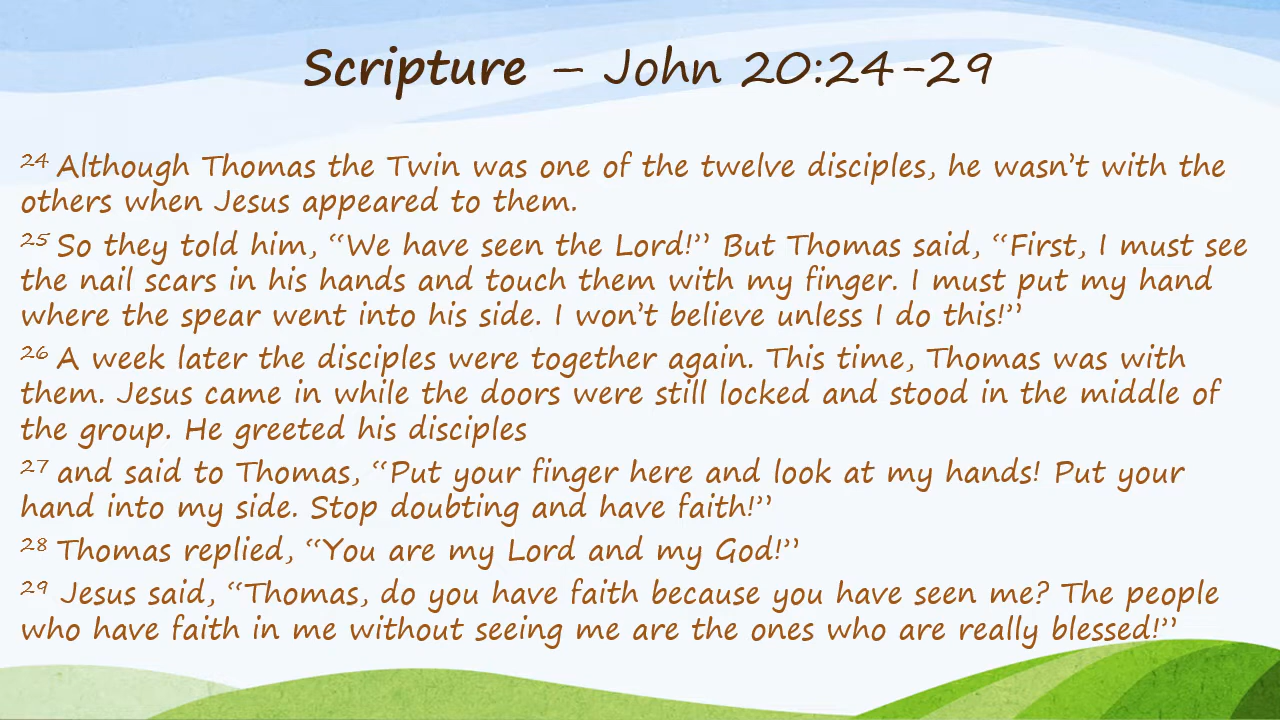 Scripture – John 20:24-29
24 Although Thomas the Twin was one of the twelve disciples, he wasn’t with the
others when Jesus appeared to them.
25 So they told him, “We have seen the Lord!” But Thomas said, “First, I must see
the nail scars in his hands and touch them with my finger. I must put my hand
where the spear went into his side. I won’t believe unless I do this!”
26 A week later the disciples were together again. This time, Thomas was with
them. Jesus came in while the doors were still locked and stood in the middle of
the group. He greeted his disciples
27 and said to Thomas, “Put your finger here and look at my hands! Put your
hand into my side. Stop doubting and have faith!”
28 Thomas replied, “You are my Lord and my God!”
29 Jesus said, “Thomas, do you have faith because you have seen me? The people
who have faith in me without seeing me are the ones who are really blessed!”